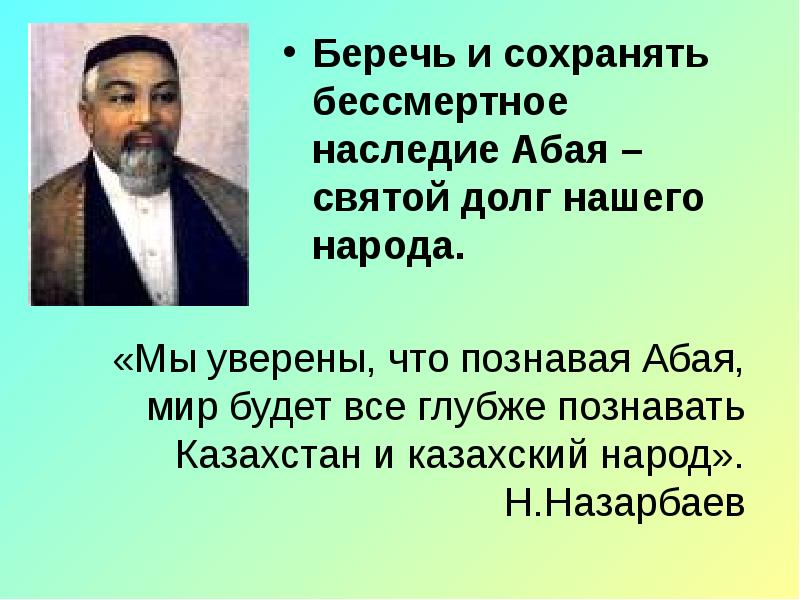 • Беречь и сохранять
бессмертное
наследие Абая –
святой долг нашего
народа.
«Мы уверены, что познавая Абая,
мир будет все глубже познавать
Казахстан и казахский народ».
Н.Назарбаев